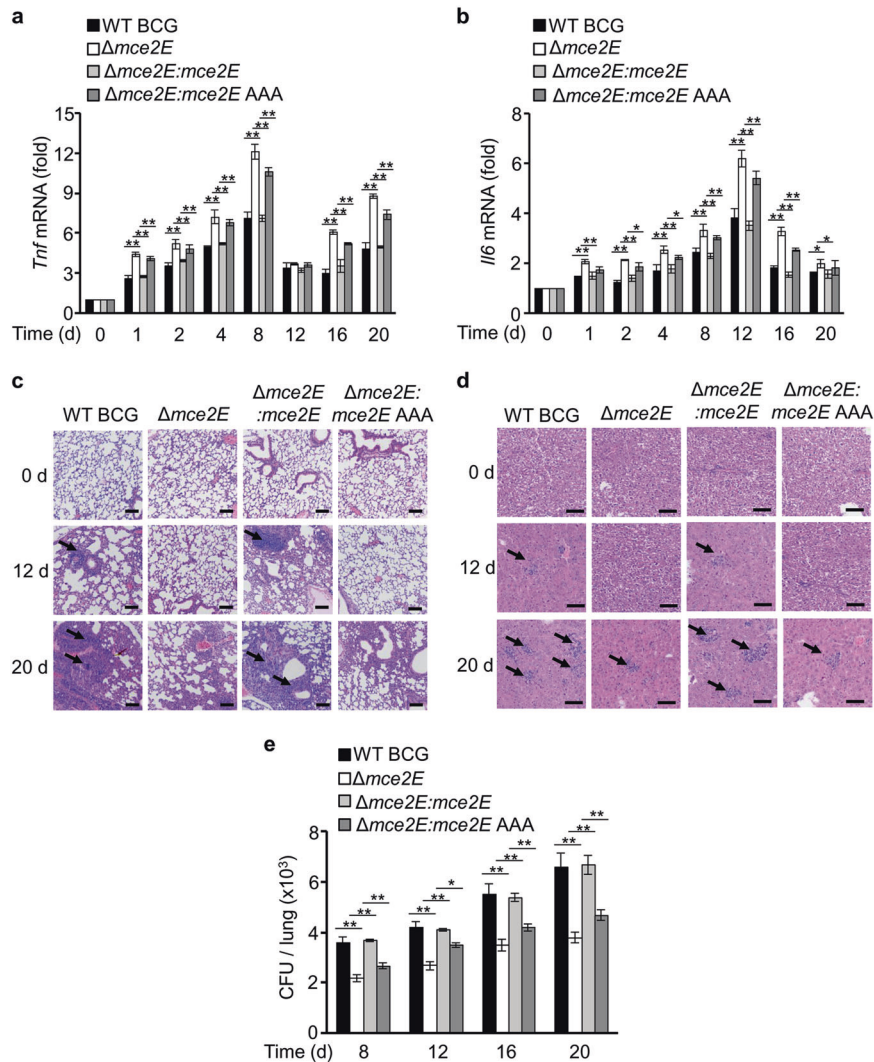 a
WT BCG
Δmce2E
Δmce2E:mce2E
Δmce2E:mce2E AAA
Tnf mRNA (fold)
15
12
9
6
3
0
** ** **
** ** **
** ** **
** ** **
** ** **
** ** **
Time (d) 0 1 2 4 8 12 16 20
b
WT BCG
Δmce2E
Δmce2E:mce2E
Δmce2E:mce2E AAA
Il6 mRNA (fold)
8
6
4
2
0
** * **
** ** *
** ** *
** ** **
** ** **
** ** **
* *
Time (d) 0 1 2 4 8 12 16 20
c
WT BCG
Δmce2E
Δmce2E
:mce2E
Δmce2E:
mce2E AAA
0 d
12 d
20 d
d
WT BCG
Δmce2E
Δmce2E
:mce2E
Δmce2E:
mce2E AAA
0 d
12 d
20 d
e
WT BCG
Δmce2E
Δmce2E:mce2E
Δmce2E:mce2E AAA
CFU / lung (x10³)
8
6
4
2
0
** ** **
** ** *
** ** **
** ** **
Time (d) 8 12 16 20